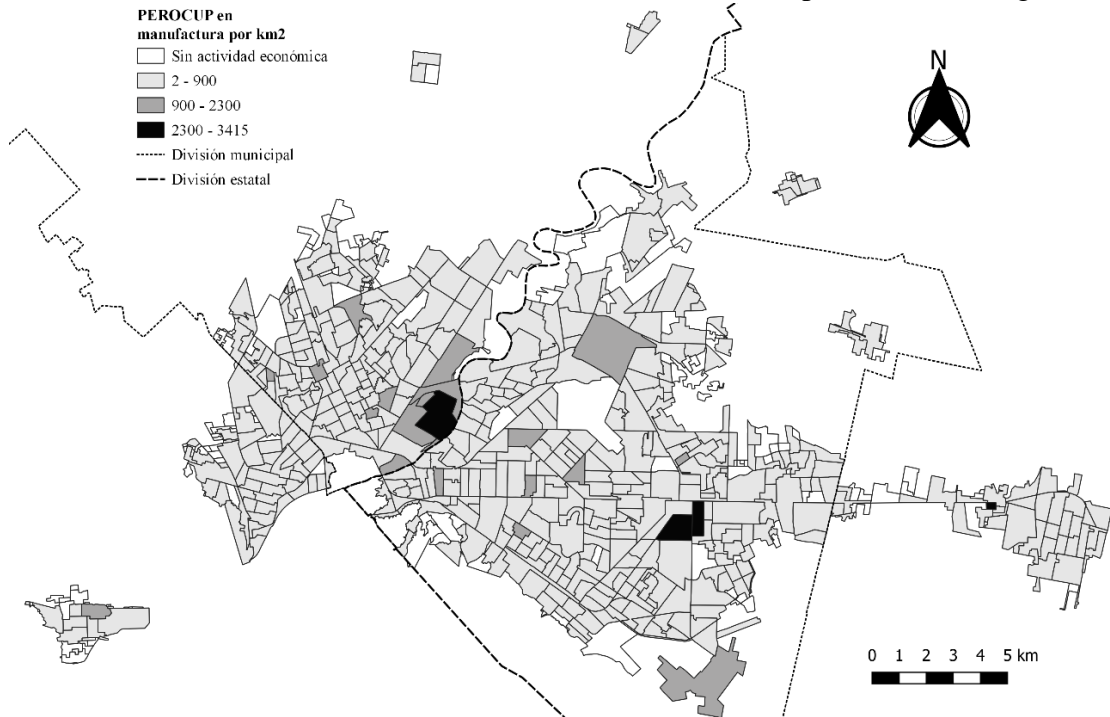 PEROCUP en
manufactura por km2
Sin actividad económica
2 - 900
900 - 2300
2300 - 3415
División municipal
División estatal
N
0 1 2 3 4 5 km